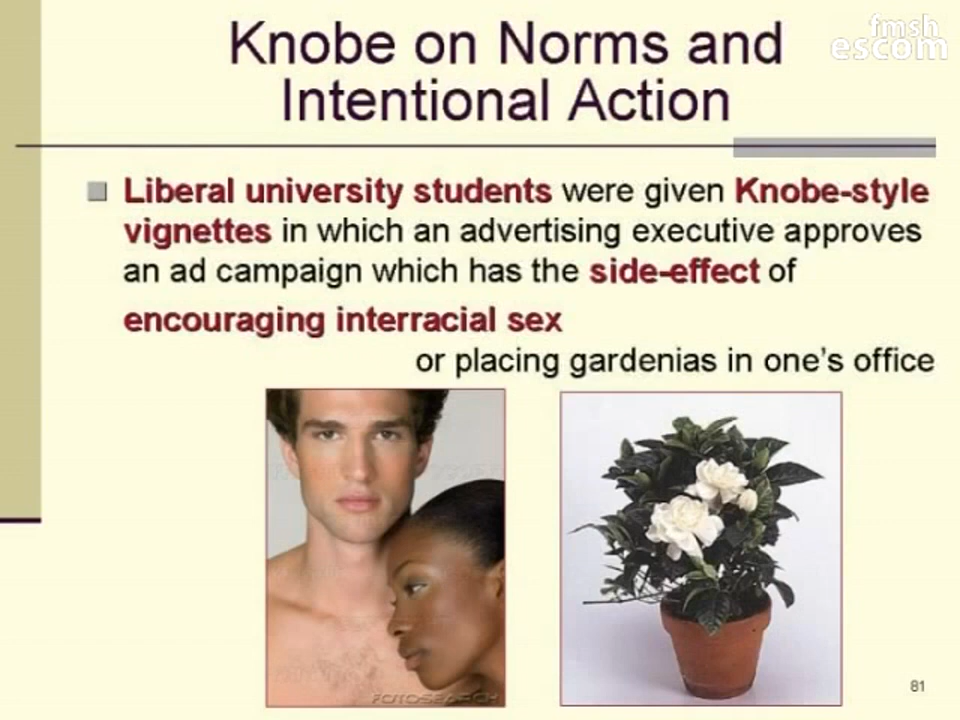 fmsh
escom
Knobe on Norms and
Intentional Action
Liberal university students were given Knobe-style
vignettes in which an advertising executive approves
an ad campaign which has the side-effect of
encouraging interracial sex
or placing gardenias in one's office
FOTOSEARCH
81